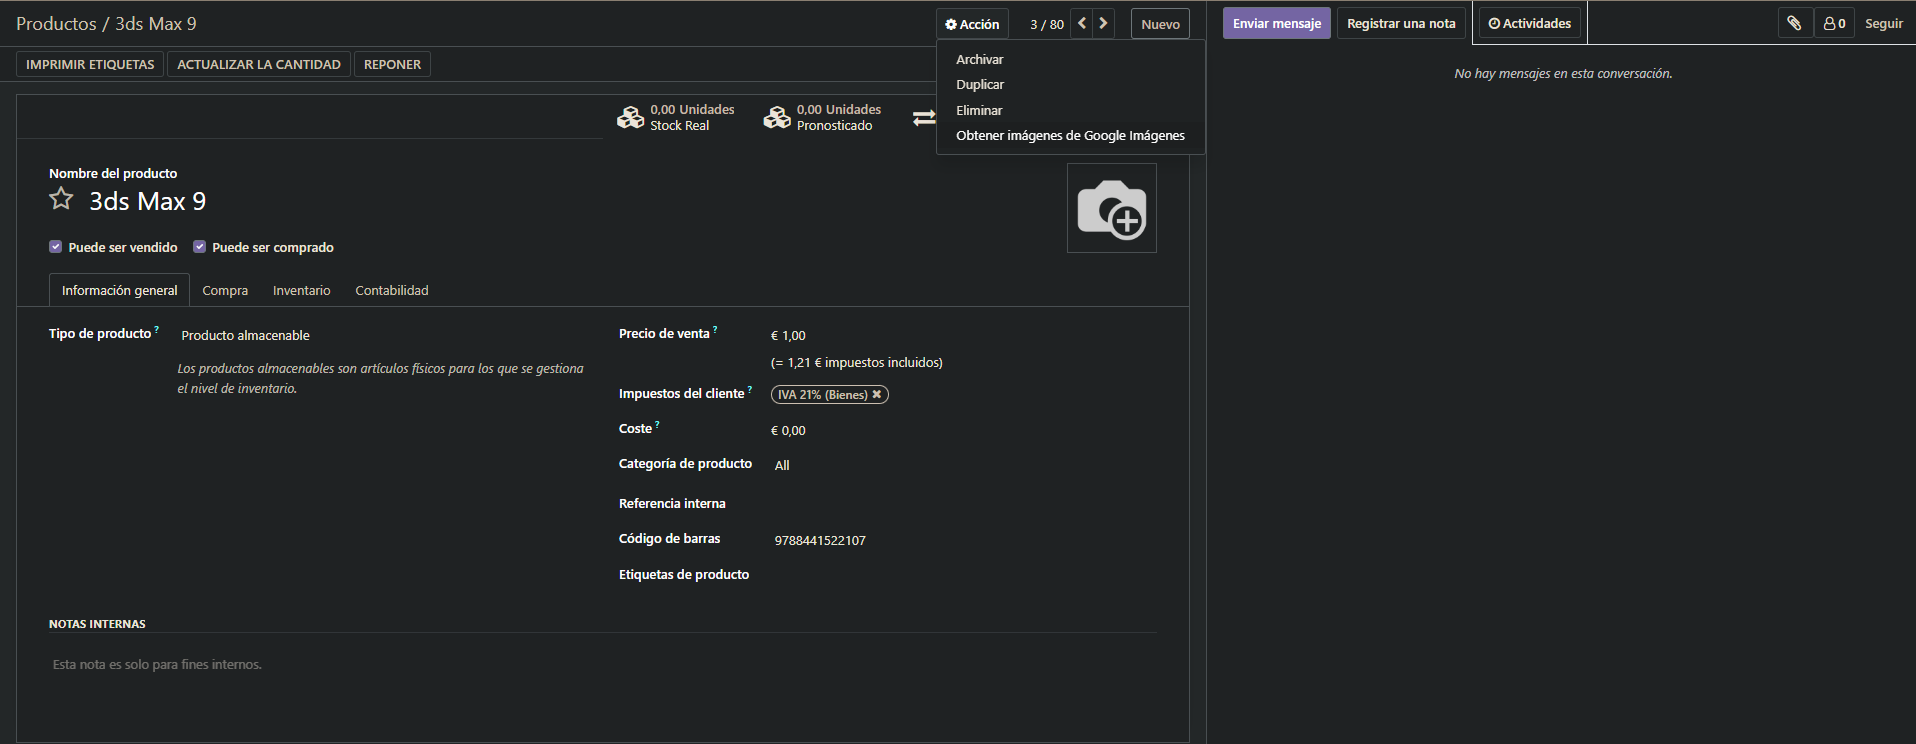 Productos / 3ds Max 9
Acción
3 / 80
Nuevo
Archivar
Duplicar
Eliminar
Obtener imágenes de Google Imágenes
Enviar mensaje
Registrar una nota
Actividades
0
Seguir
IMPRIMIR ETIQUETAS
ACTUALIZAR LA CANTIDAD
REPONER
No hay mensajes en esta conversación.
0,00 Unidades
Stock Real
0,00 Unidades
Pronosticado
Nombre del producto
3ds Max 9
Puede ser vendido
Puede ser comprado
Información general
Compra
Inventario
Contabilidad
Tipo de producto ?
Producto almacenable
Los productos almacenables son artículos físicos para los que se gestiona
el nivel de inventario.
Precio de venta ?
€ 1,00
(= 1,21 € impuestos incluidos)
Impuestos del cliente ?
IVA 21% (Bienes)
Coste ?
€ 0,00
Categoría de producto
All
Referencia interna
Código de barras
9788441522107
Etiquetas de producto
NOTAS INTERNAS
Esta nota es solo para fines internos.